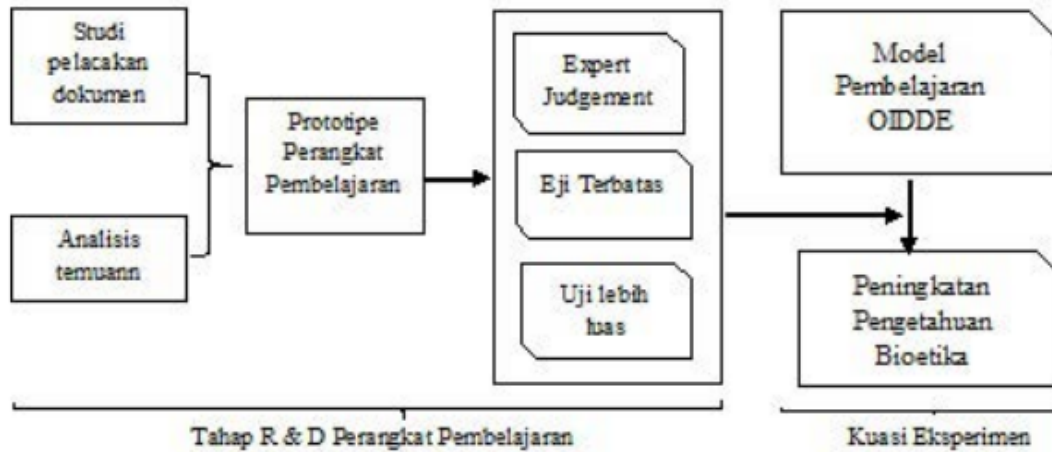 Studi
pelacakan
dokumen
Analisis
temuann
Prototipe
Perangkat
Pembelajaran
Expert
Judgement
Eji Terbatas
Uji lebih
luas
Model
Pembelajaran
OIDDE
Peningkatan
Pengetahuan
Bioetika
Tahap R & D Perangkat Pembelajaran
Kuasi Eksperimen